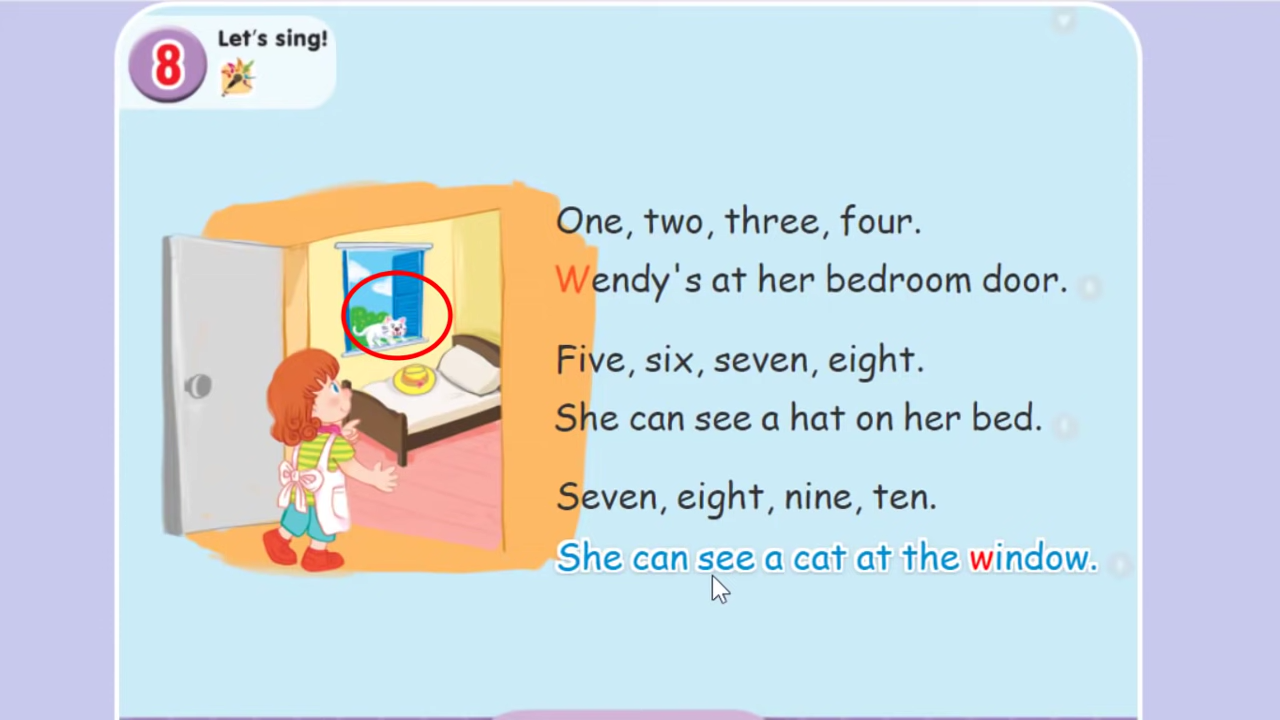 8
Let's sing!
One, two, three, four.
Wendy's at her bedroom door.
Five, six, seven, eight.
She can see a hat on her bed.
Seven, eight, nine, ten.
She can see a cat at the window.